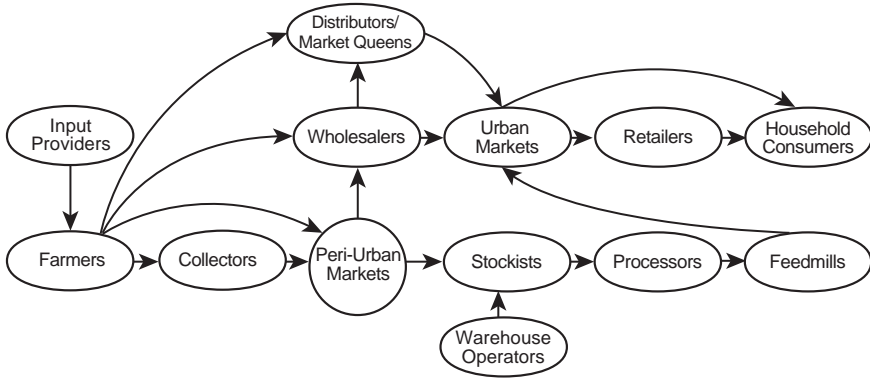 Distributors/
Market Queens
Input
Providers
Wholesalers
Urban
Markets
Retailers
Household
Consumers
Farmers
Collectors
Peri-Urban
Markets
Stockists
Processors
Feedmills
Warehouse
Operators